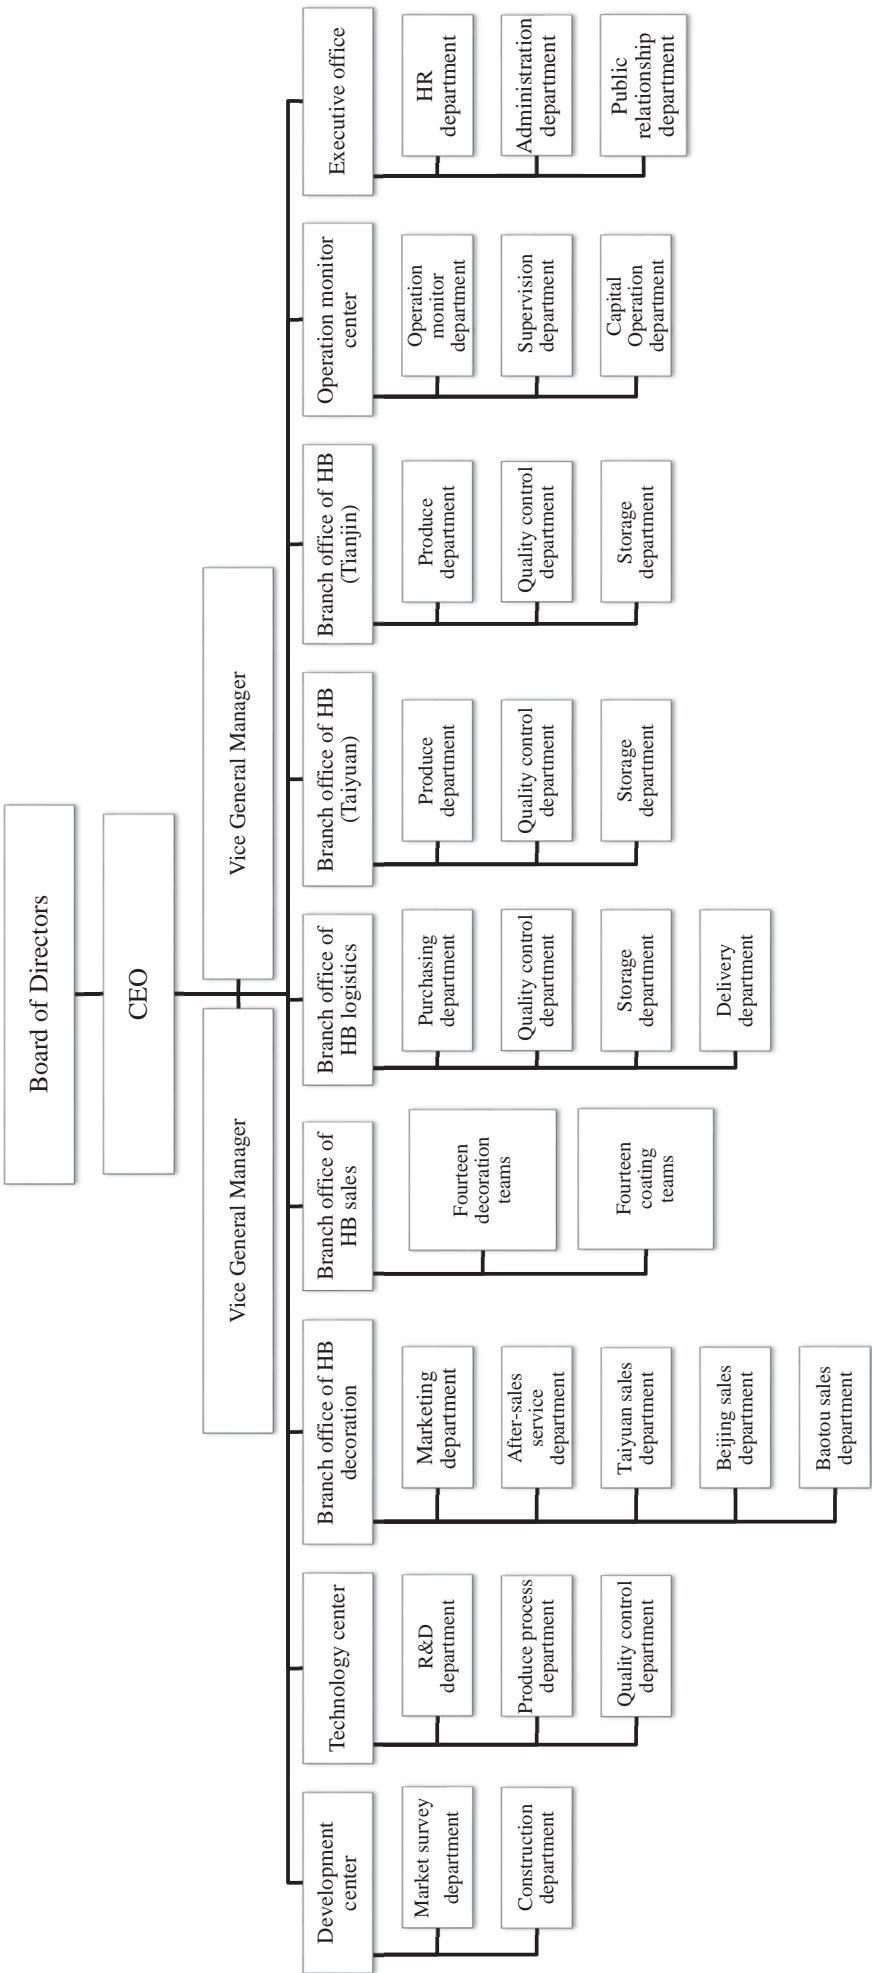 Board of Directors
CEO
Vice General Manager
Vice General Manager
Development
center
Market survey
department
Construction
department
Technology center
R&D
department
Produce process
department
Quality control
department
Branch office of HB
decoration
Marketing
department
After-sales
service
department
Taiyuan sales
department
Beijing sales
department
Baotou sales
department
Branch office of
HB sales
Fourteen
decoration
teams
Fourteen
coating
teams
Branch office of
HB logistics
Purchasing
department
Quality control
department
Storage
department
Delivery
department
Branch office of HB
(Taiyuan)
Produce
department
Quality control
department
Storage
department
Branch office of HB
(Tianjin)
Produce
department
Quality control
department
Storage
department
Operation monitor
center
Operation
monitor
department
Supervision
department
Capital
Operation
department
Executive office
HR
department
Administration
department
Public
relationship
department